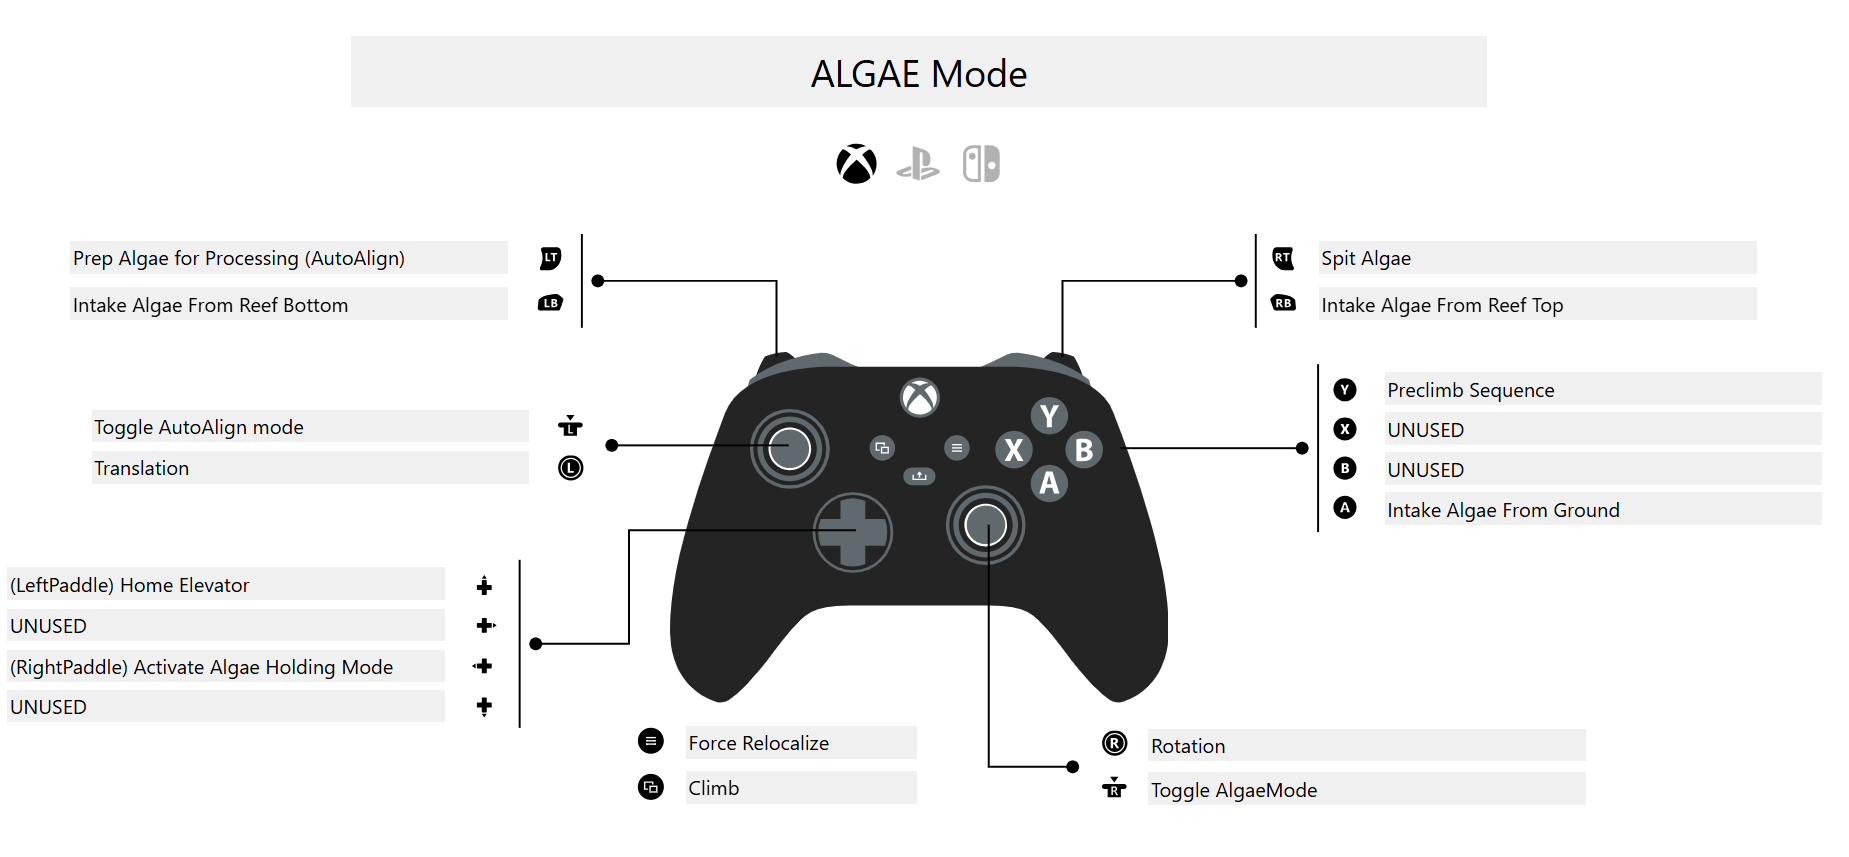 ALGAE Mode
Prep Algae for Processing (AutoAlign)
LT
Intake Algae From Reef Bottom
LB
RT
Spit Algae
RB
Intake Algae From Reef Top
Toggle AutoAlign mode
L
Translation
L
Y
X
B
A
Y
Preclimb Sequence
X
UNUSED
B
UNUSED
A
Intake Algae From Ground
(LeftPaddle) Home Elevator
UNUSED
(RightPaddle) Activate Algae Holding Mode
UNUSED
Force Relocalize
Climb
R
Rotation
R
Toggle AlgaeMode